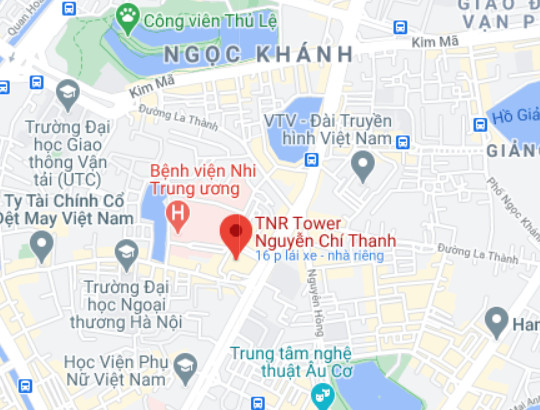 Công viên Thủ Lệ
Quan Hoa
GIAO Đ
VẠN P
Kim Mã
NGỌC KHÁNH
Kim Mã
Đường La Thành
VTV - Đài Truyền
hình Việt Nam
Hồ Giả
GIẢNG
Trường Đại
học Giao
thông Vận
tải (UTC)
Bệnh viện Nhi
Trung ương
Phố Ngọc Khánh
Ty Tài Chính Cổ
Dệt May Việt Nam
TNR Tower
Nguyễn Chí Thanh
16 p lái xe - nhà riêng
Đường La Thành
Trường Đại
học Ngoại
thương Hà Nội
Nguyên Hồng
Han
Học Viện Phụ
Nữ Việt Nam
Trung tâm nghệ
thuật Âu Cơ